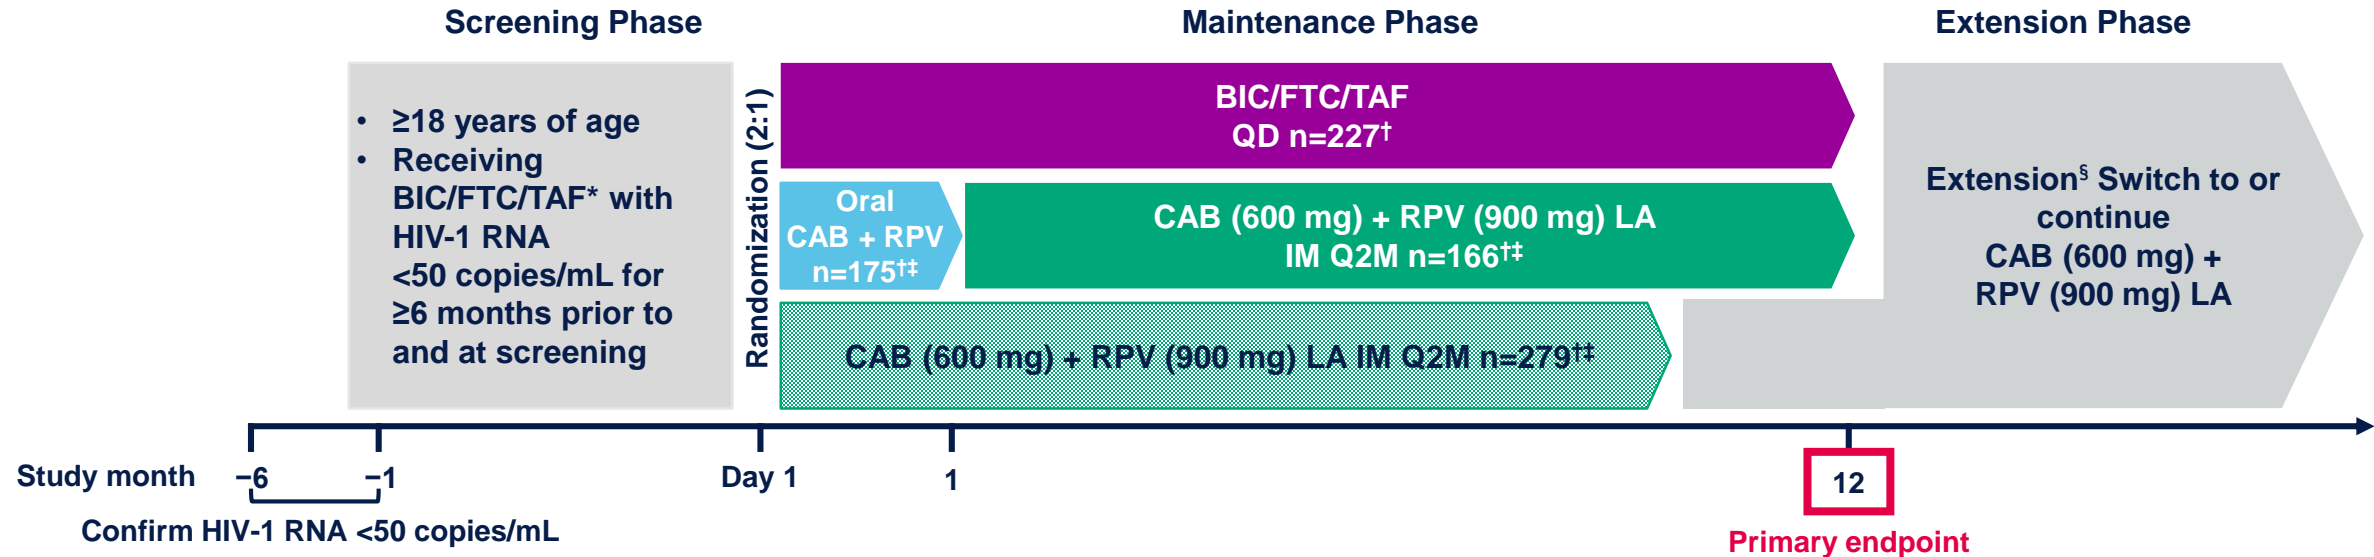 Screening Phase
Maintenance Phase
Extension Phase
• ≥18 years of age
• Receiving
BIC/FTC/TAF* with
HIV-1 RNA
<50 copies/mL for
≥6 months prior to
and at screening
Randomization (2:1)
BIC/FTC/TAF
QD n=227†
Oral
CAB + RPV
n=175†‡
CAB (600 mg) + RPV (900 mg) LA
IM Q2M n=166†‡
CAB (600 mg) + RPV (900 mg) LA IM Q2M n=279†‡
Extension§ Switch to or
continue
CAB (600 mg) +
RPV (900 mg) LA
Study month
−6
−1
Day 1
1
12
Confirm HIV-1 RNA <50 copies/mL
Primary endpoint